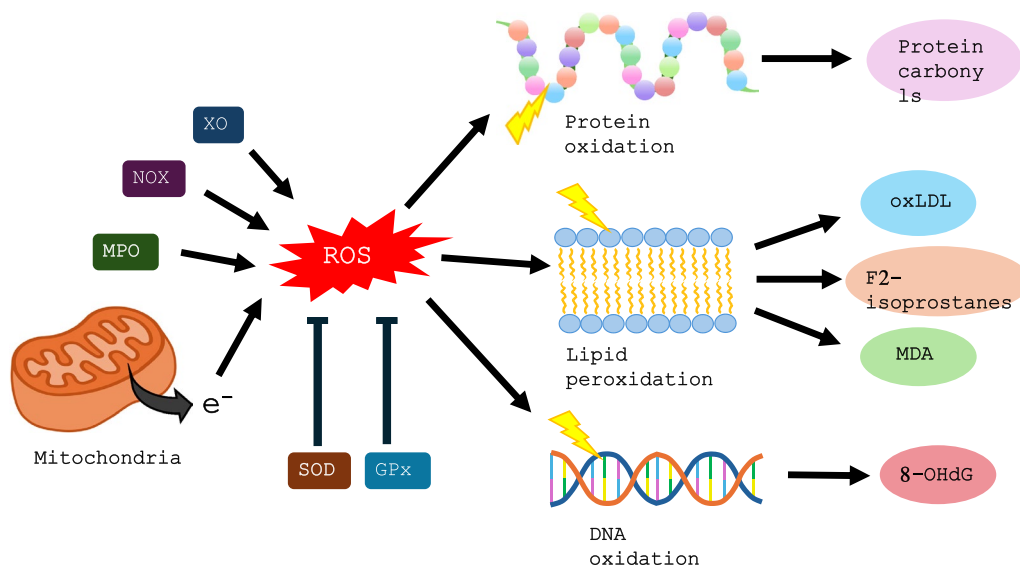 Protein
carbony
ls
XO
Protein
oxidation
NOX
oxLDL
MPO
ROS
F2-
isoprostanes
Lipid
peroxidation
MDA
e-
Mitochondria
SOD
GPx
8-OHdG
DNA
oxidation